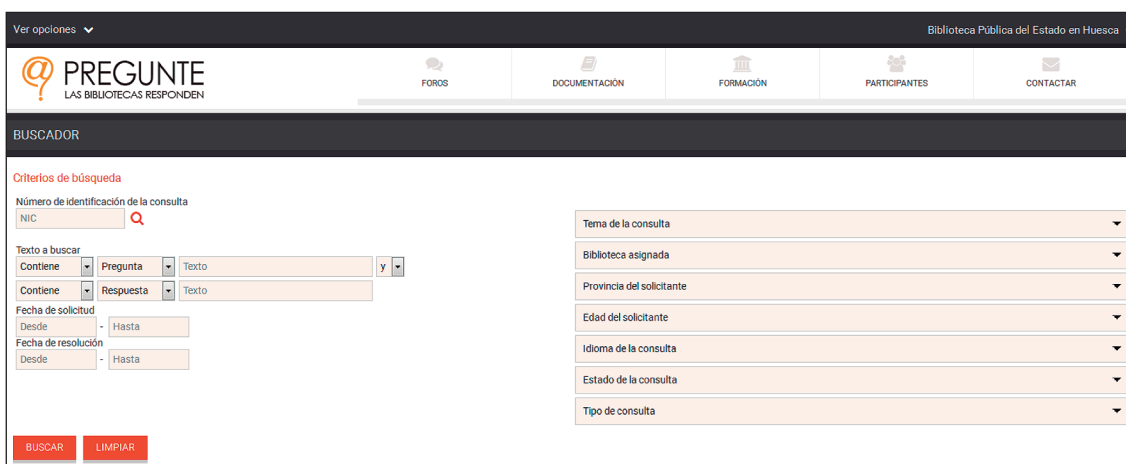 Ver opciones
Biblioteca Pública del Estado en Huesca
@ PREGUNTE
LAS BIBLIOTECAS RESPONDEN
FOROS
DOCUMENTACIÓN
FORMACIÓN
PARTICIPANTES
CONTACTAR
BUSCADOR
Criterios de búsqueda
Número de identificación de la consulta
NIC
Texto a buscar
Contiene Pregunta Texto y
Contiene Respuesta Texto
Fecha de solicitud
Desde - Hasta
Fecha de resolución
Desde - Hasta
Tema de la consulta
Biblioteca asignada
Provincia del solicitante
Edad del solicitante
Idioma de la consulta
Estado de la consulta
Tipo de consulta
BUSCAR LIMPIAR